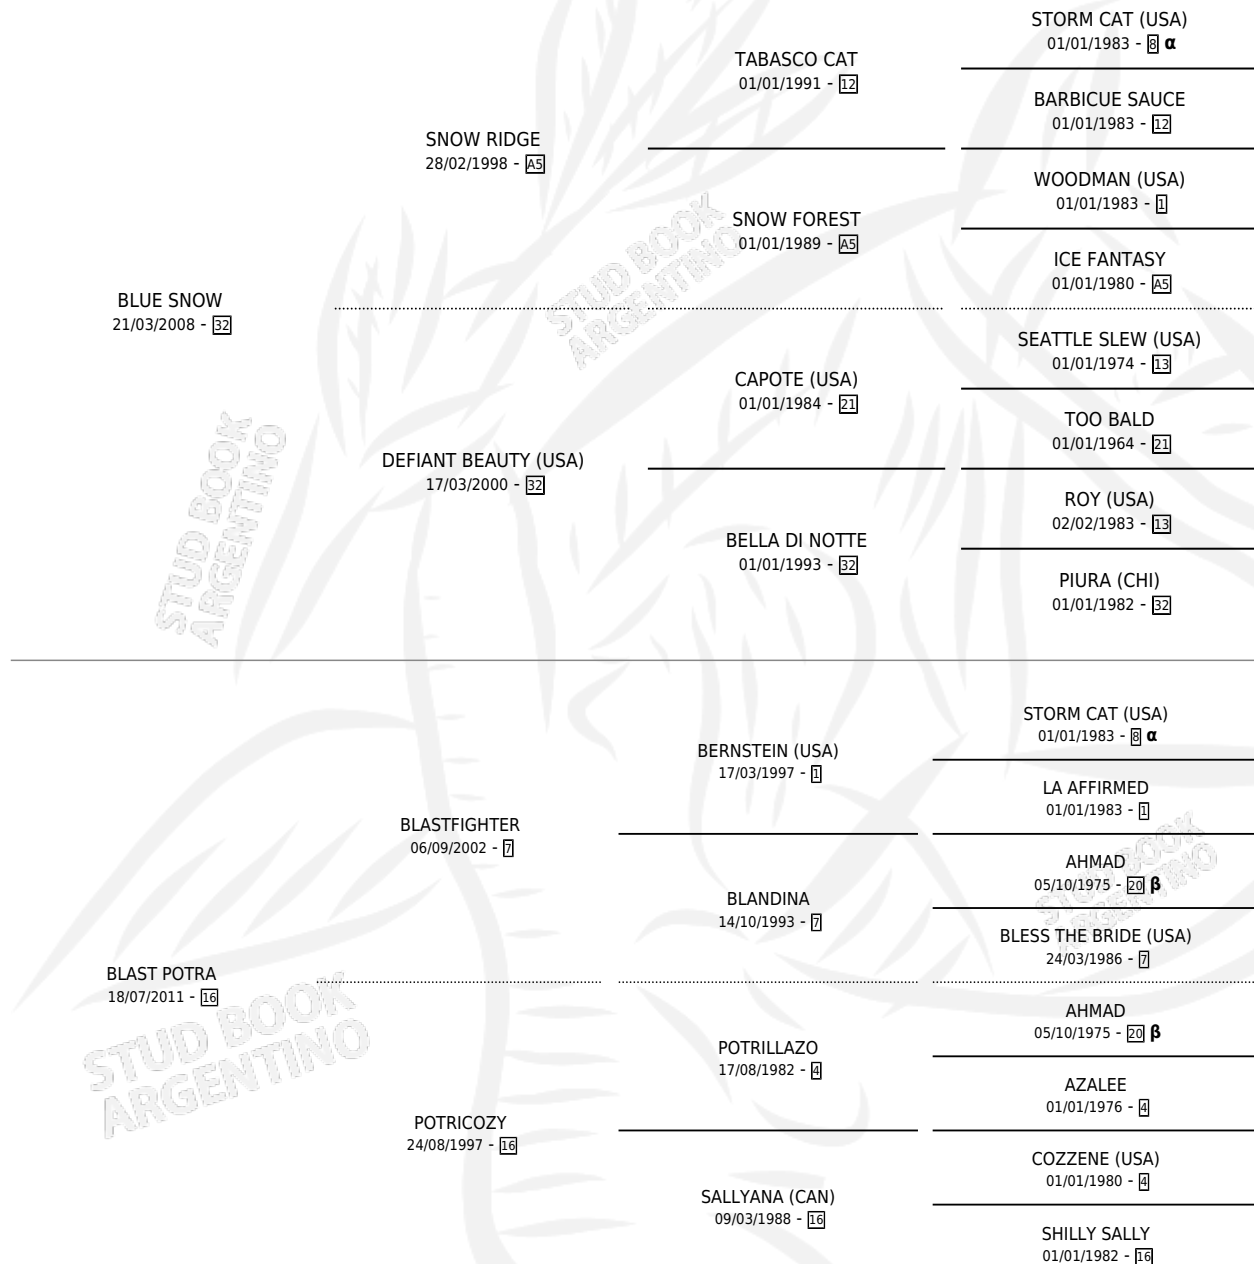 STORM CAT (USA)
01/01/1983 - 8 α
TABASCO CAT
01/01/1991 - 12
BARBICUE SAUCE
01/01/1983 - 12
SNOW RIDGE
28/02/1998 - A5
WOODMAN (USA)
01/01/1983 - 1
SNOW FOREST
01/01/1989 - A5
ICE FANTASY
01/01/1980 - A5
BLUE SNOW
21/03/2008 - 32
SEATTLE SLEW (USA)
01/01/1974 - 13
CAPOTE (USA)
01/01/1984 - 21
TOO BALD
01/01/1964 - 21
DEFIANT BEAUTY (USA)
17/03/2000 - 32
ROY (USA)
02/02/1983 - 13
BELLA DI NOTTE
01/01/1993 - 32
PIURA (CHI)
01/01/1982 - 32
STORM CAT (USA)
01/01/1983 - 8 α
BERNSTEIN (USA)
17/03/1997 - 1
LA AFFIRMED
01/01/1983 - 1
BLASTFIGHTER
06/09/2002 - 7
AHMAD
05/10/1975 - 20 β
BLANDINA
14/10/1993 - 7
BLESS THE BRIDE (USA)
24/03/1986 - 7
BLAST POTRA
18/07/2011 - 16
AHMAD
05/10/1975 - 20 β
POTRILLAZO
17/08/1982 - 4
AZALEE
01/01/1976 - 4
POTRICOZY
24/08/1997 - 16
COZZENE (USA)
01/01/1980 - 4
SALLYANA (CAN)
09/03/1988 - 16
SHILLY SALLY
01/01/1982 - 16
STUD BOOK
ARGENTINO
STUD BOOK
ARGENTINO
STUD BOOK
ARGENTINO
STUD BOOK
ARGENTINO